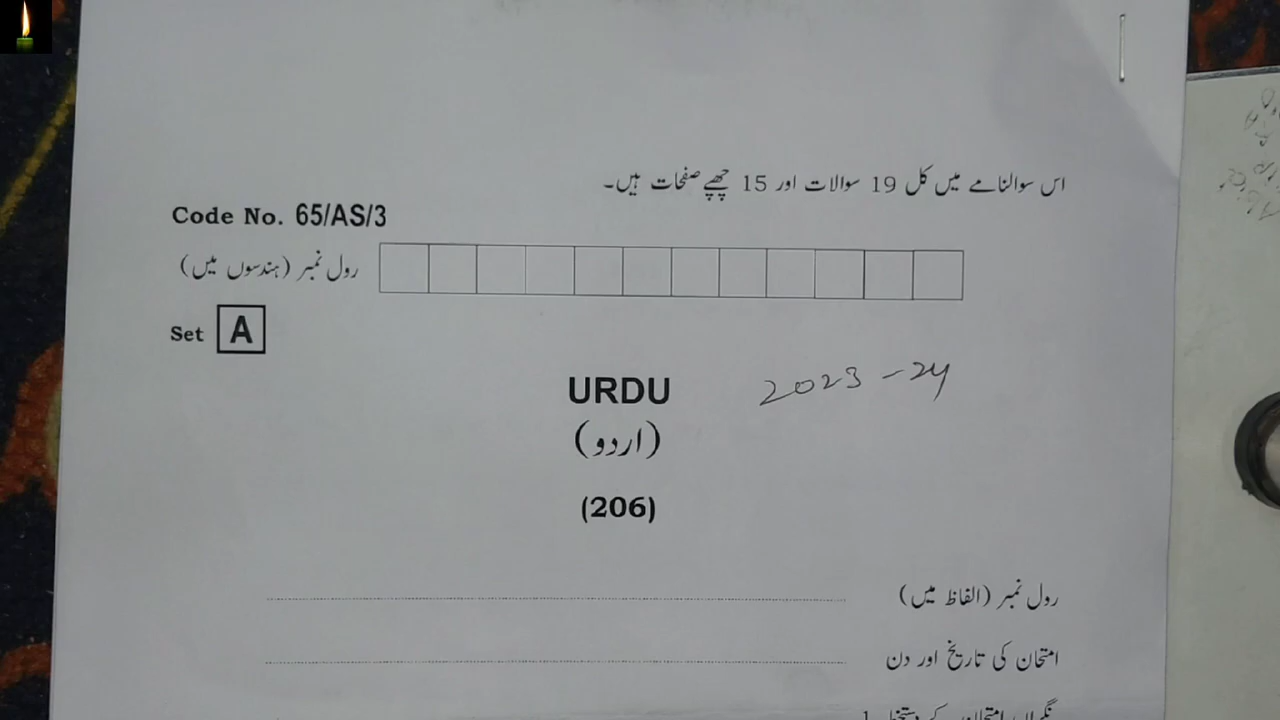 اس سوالنامے میں کل 19 سوالات اور 15 چھپے صفحات ہیں۔
Code No. 65/AS/3
رول نمبر (ہندسوں میں)
Set A
URDU 2023-24
(اردو)
(206)
رول نمبر (الفاظ میں)
امتحان کی تاریخ اور دن